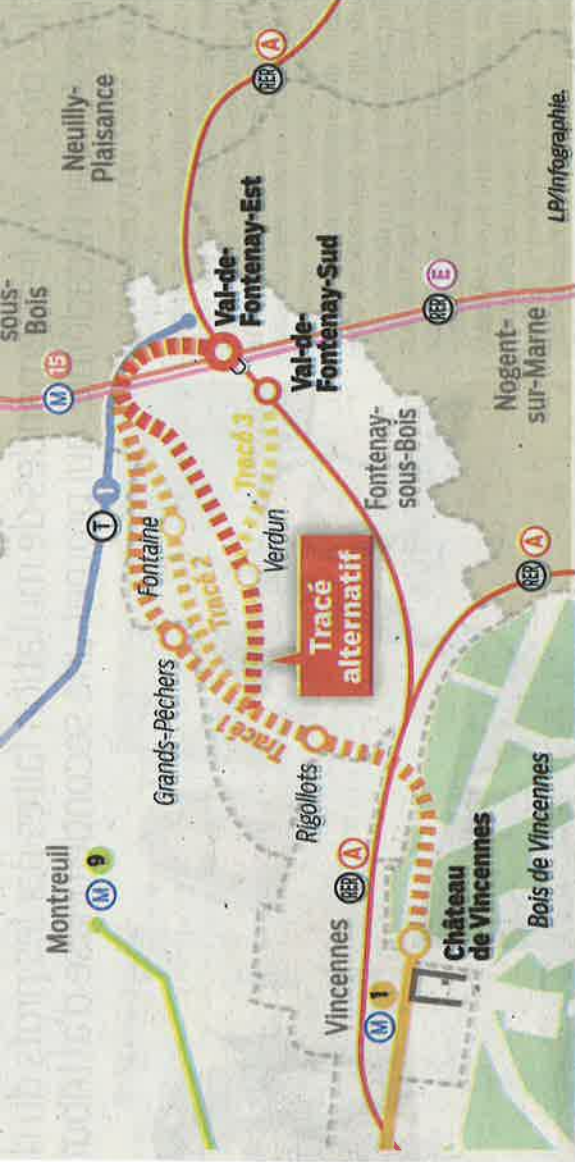 Montreuil
M 9
Vincennes
RER A
M 1
Château
de Vincennes
Bois de Vincennes
Rigollots
Grands-Pêchers
Tracé 1
Tracé 2
Fontaine
T 1
Verdun
Tracé 3
Tracé
alternatif
Fontenay-
sous-Bois
RER A
M 15
sous-
Bois
Val-de-
Fontenay-Est
Val-de-
Fontenay-Sud
Neuilly-
Plaisance
RER A
RER E
Nogent-
sur-Marne
LP/Infographie.